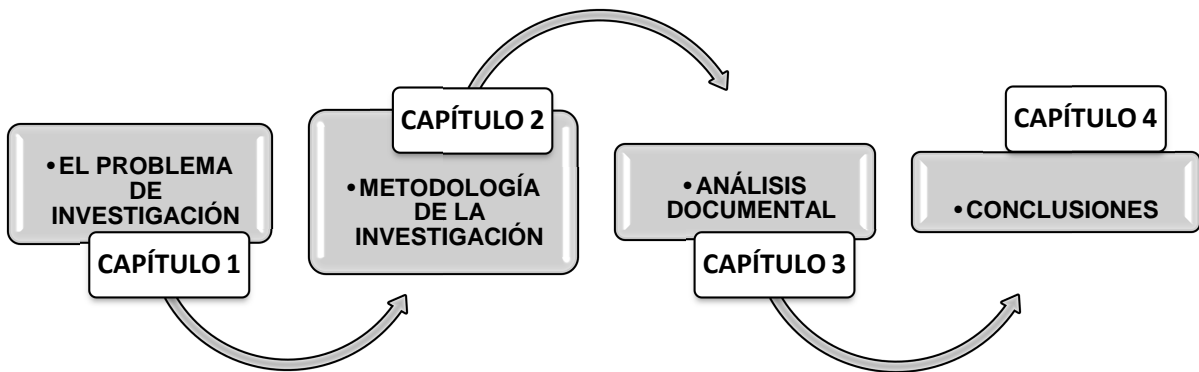 • EL PROBLEMA
DE
INVESTIGACIÓN
CAPÍTULO 1
CAPÍTULO 2
• METODOLOGÍA
DE LA
INVESTIGACIÓN
• ANÁLISIS
DOCUMENTAL
CAPÍTULO 3
CAPÍTULO 4
• CONCLUSIONES